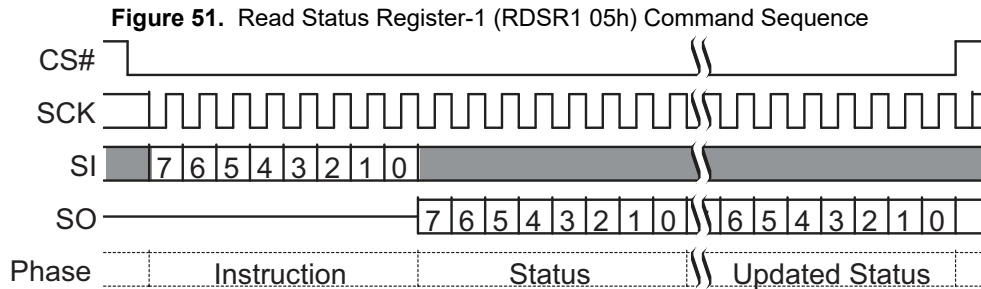 Figure 51. Read Status Register-1 (RDSR1 05h) Command Sequence
CS#
SCK
SI 7 6 5 4 3 2 1 0
SO 7 6 5 4 3 2 1 0 6 5 4 3 2 1 0
Phase Instruction Status Updated Status